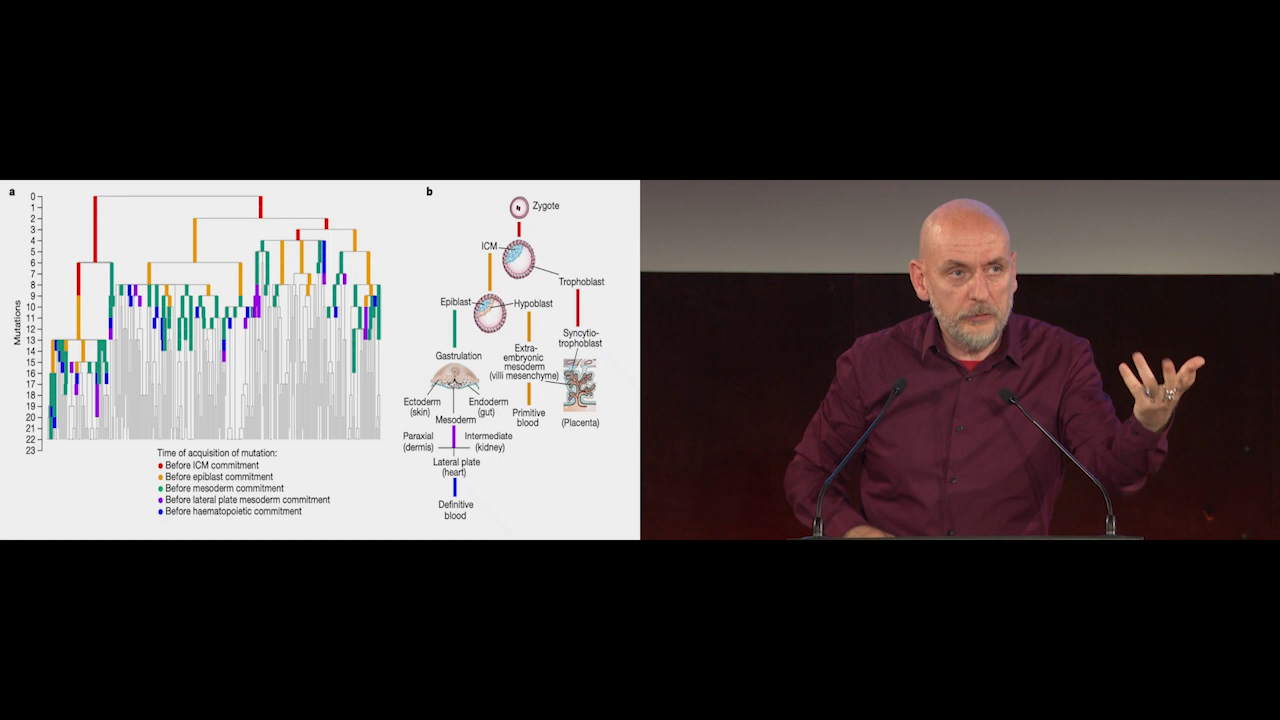 a
0
1
2
3
4
5
6
7
8
9
10
11
12
13
14
15
16
17
18
19
20
21
22
23
Mutations
Time of acquisition of mutation:
Before ICM commitment
Before epiblast commitment
Before mesoderm commitment
Before lateral plate mesoderm commitment
Before haematopoietic commitment
b
Zygote
ICM
Trophoblast
Epiblast
Hypoblast
Syncytio-
trophoblast
Gastrulation
Extra-
embryonic
mesoderm
(villi mesenchyme)
Ectoderm
(skin)
Endoderm
(gut)
Mesoderm
Primitive
blood
(Placenta)
Paraxial
(dermis)
Intermediate
(kidney)
Lateral plate
(heart)
Definitive
blood